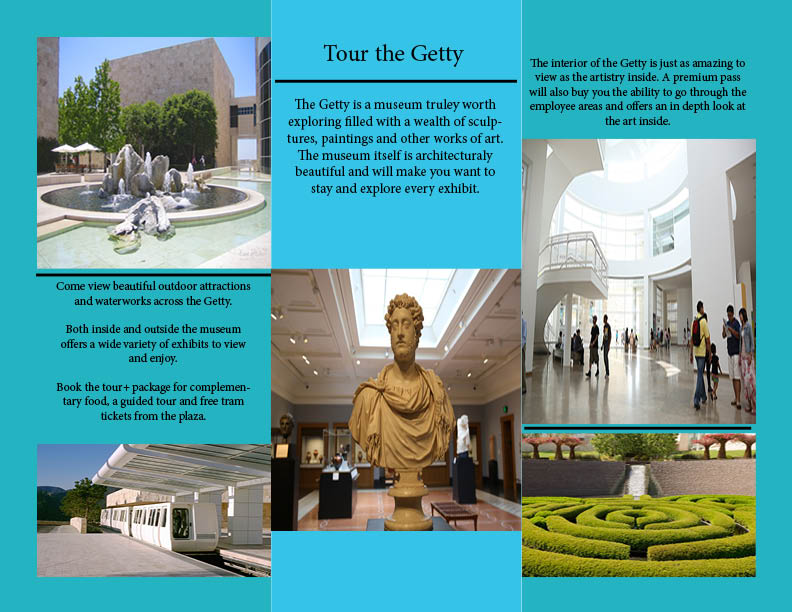 Come view beautiful outdoor attractions
and waterworks across the Getty.
Both inside and outside the museum
offers a wide variety of exhibits to view
and enjoy.
Book the tour+ package for complemen-
tary food, a guided tour and free tram
tickets from the plaza.
Tour the Getty
The Getty is a museum truley worth
exploring filled with a wealth of sculp-
tures, paintings and other works of art.
The museum itself is architecturaly
beautiful and will make you want to
stay and explore every exhibit.
The interior of the Getty is just as amazing to
view as the artistry inside. A premium pass
will also buy you the ability to go through the
employee areas and offers an in depth look at
the art inside.